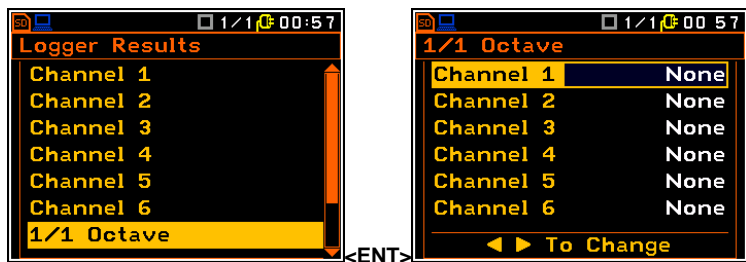 SD 1/1 00:57
Logger Results
Channel 1
Channel 2
Channel 3
Channel 4
Channel 5
Channel 6
1/1 Octave
<ENT>
SD 1/1 00 57
1/1 Octave
Channel 1 None
Channel 2 None
Channel 3 None
Channel 4 None
Channel 5 None
Channel 6 None
◀ ▶ To Change